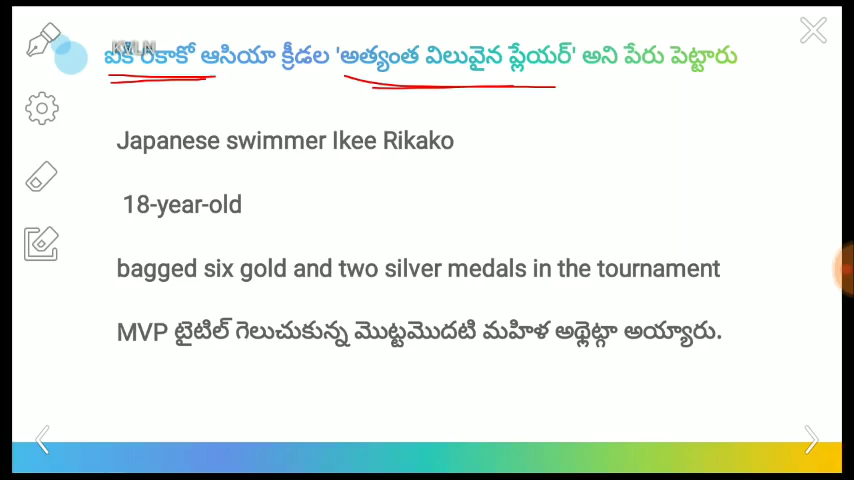 ఐకీ రికాకో ఆసియా క్రీడల 'అత్యంత విలువైన ప్లేయర్' అని పేరు పెట్టారు
Japanese swimmer Ikee Rikako
18-year-old
bagged six gold and two silver medals in the tournament
MVP టైటిల్ గెలుచుకున్న మొట్టమొదటి మహిళ అథ్లెట్గా అయ్యారు.